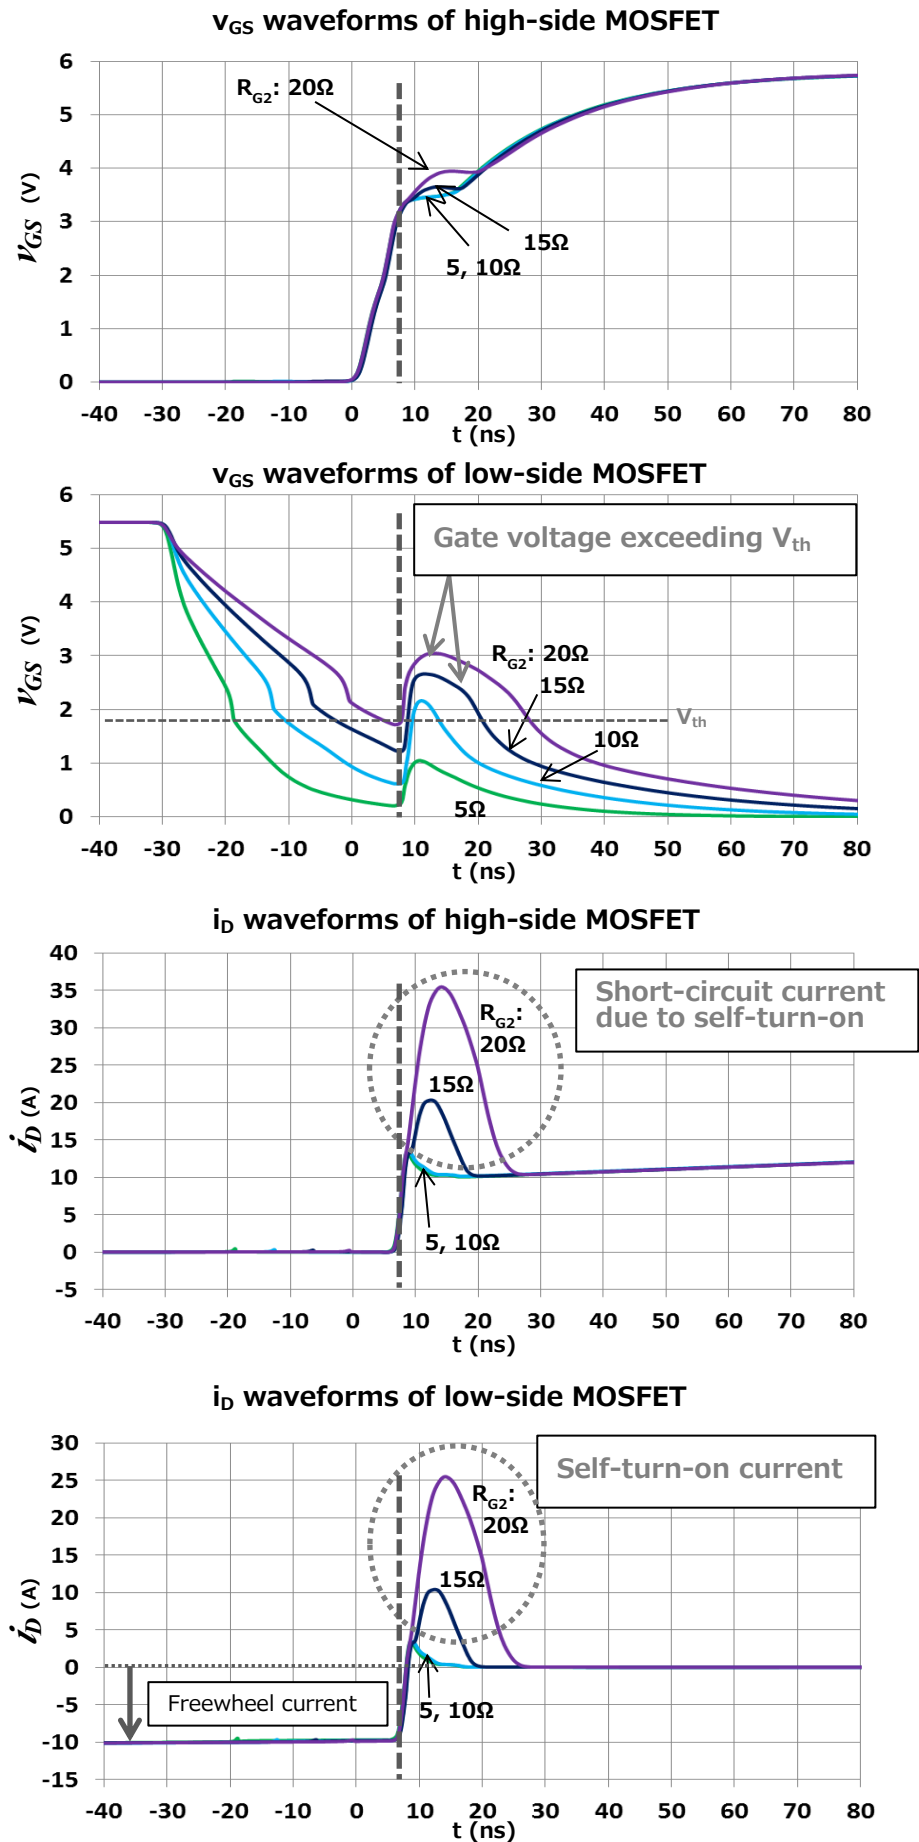 vGS waveforms of high-side MOSFET
6
5
4
3
2
1
0
VGS (V)
RG2: 20Ω
15Ω
5, 10Ω
-40 -30 -20 -10 0 10 20 30 40 50 60 70 80
t (ns)
vGS waveforms of low-side MOSFET
6
5
4
3
2
1
0
VGS (V)
Gate voltage exceeding Vth
RG2: 20Ω
15Ω
Vth
10Ω
5Ω
-40 -30 -20 -10 0 10 20 30 40 50 60 70 80
t (ns)
iD waveforms of high-side MOSFET
40
35
30
25
20
15
10
5
0
-5
iD (A)
Short-circuit current
due to self-turn-on
RG2:
20Ω
15Ω
5, 10Ω
-40 -30 -20 -10 0 10 20 30 40 50 60 70 80
t (ns)
iD waveforms of low-side MOSFET
30
25
20
15
10
5
0
-5
-10
-15
iD (A)
Self-turn-on current
RG2:
20Ω
15Ω
5, 10Ω
Freewheel current
-40 -30 -20 -10 0 10 20 30 40 50 60 70 80
t (ns)